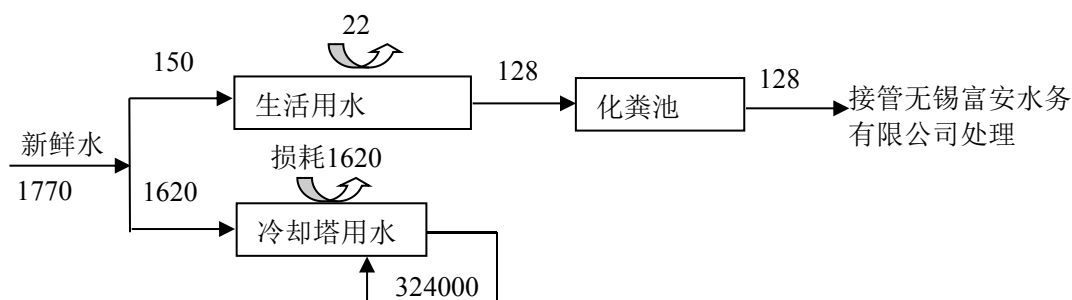 22
150
生活用水
128
化粪池
128
接管无锡富安水务
有限公司处理
新鲜水
1770
损耗1620
1620
冷却塔用水
324000